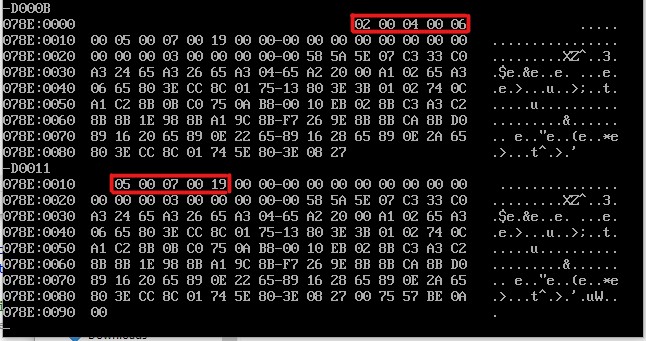 -D000B
078E:0000 02 00 04 00 06 .....
078E:0010 00 05 00 07 00 19 00 00-00 00 00 00 00 00 00 00 ................
078E:0020 00 00 00 03 00 00 00 00-00 58 5A 5E 07 C3 33 C0 .........XZ^..3.
078E:0030 A3 24 65 A3 26 65 A3 04-65 A2 20 00 A1 02 65 A3 .$e.&e..e. ...e.
078E:0040 06 65 80 3E CC 8C 01 75-13 80 3E 3B 01 02 74 0C .e.>...u..>;..t.
078E:0050 A1 C2 8B 0B C0 75 0A B8-00 10 EB 02 8B C3 A3 C2 .....u..........
078E:0060 8B 8B 1E 98 8B A1 9C 8B-F7 26 9E 8B 8B CA 8B D0 .........&......
078E:0070 89 16 20 65 89 0E 22 65-89 16 28 65 89 0E 2A 65 .. e.."e..(e..*e
078E:0080 80 3E CC 8C 01 74 5E 80-3E 08 27 .>...t^.>.'
-D0011
078E:0010 05 00 07 00 19 00 00-00 00 00 00 00 00 00 00 ...............
078E:0020 00 00 00 03 00 00 00 00-00 58 5A 5E 07 C3 33 C0 .........XZ^..3.
078E:0030 A3 24 65 A3 26 65 A3 04-65 A2 20 00 A1 02 65 A3 .$e.&e..e. ...e.
078E:0040 06 65 80 3E CC 8C 01 75-13 80 3E 3B 01 02 74 0C .e.>...u..>;..t.
078E:0050 A1 C2 8B 0B C0 75 0A B8-00 10 EB 02 8B C3 A3 C2 .....u..........
078E:0060 8B 8B 1E 98 8B A1 9C 8B-F7 26 9E 8B 8B CA 8B D0 .........&......
078E:0070 89 16 20 65 89 0E 22 65-89 16 28 65 89 0E 2A 65 .. e.."e..(e..*e
078E:0080 80 3E CC 8C 01 74 5E 80-3E 08 27 00 75 57 BE 0A .>...t^.>.'.uW..
078E:0090 00 .
-